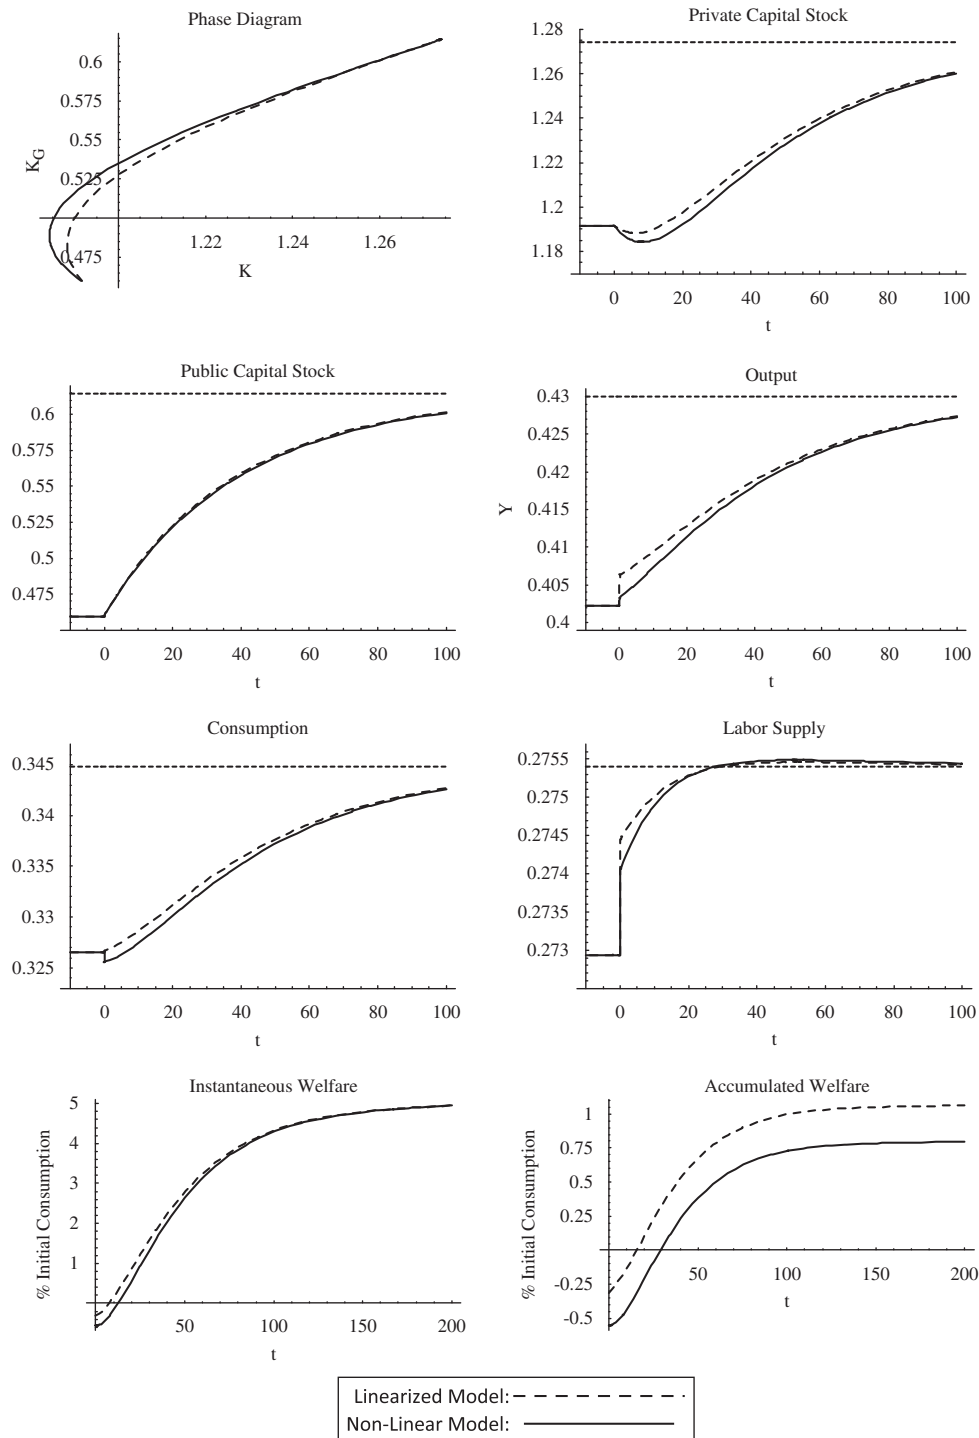 Phase Diagram
0.6
0.575
0.55
0.525
0.475
K_G
1.22 1.24 1.26
K
Private Capital Stock
1.28
1.26
1.24
1.22
1.2
1.18
0 20 40 60 80 100
t
Public Capital Stock
0.6
0.575
0.55
0.525
0.5
0.475
0 20 40 60 80 100
t
Output
0.43
0.425
0.42
0.415
0.41
0.405
0.4
Y
0 20 40 60 80 100
t
Consumption
0.345
0.34
0.335
0.33
0.325
0 20 40 60 80 100
t
Labor Supply
0.2755
0.275
0.2745
0.274
0.2735
0.273
0 20 40 60 80 100
t
Instantaneous Welfare
5
4
3
2
1
% Initial Consumption
50 100 150 200
t
Accumulated Welfare
1
0.75
0.5
0.25
-0.25
-0.5
% Initial Consumption
50 100 150 200
t
Linearized Model:
Non-Linear Model: